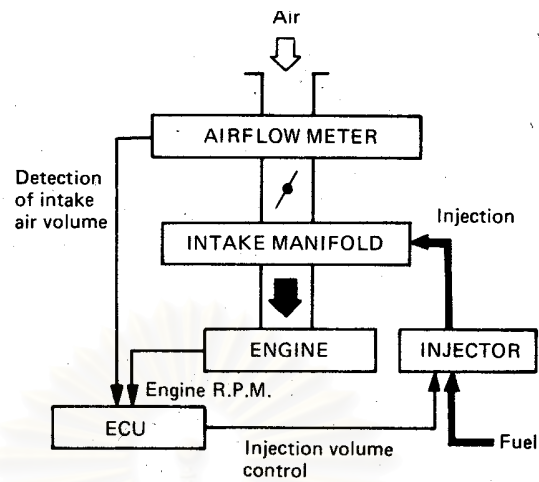 Air
AIRFLOW METER
Detection
of intake
air volume
Injection
INTAKE MANIFOLD
ENGINE
INJECTOR
Engine R.P.M.
ECU
Fuel
Injection volume
control